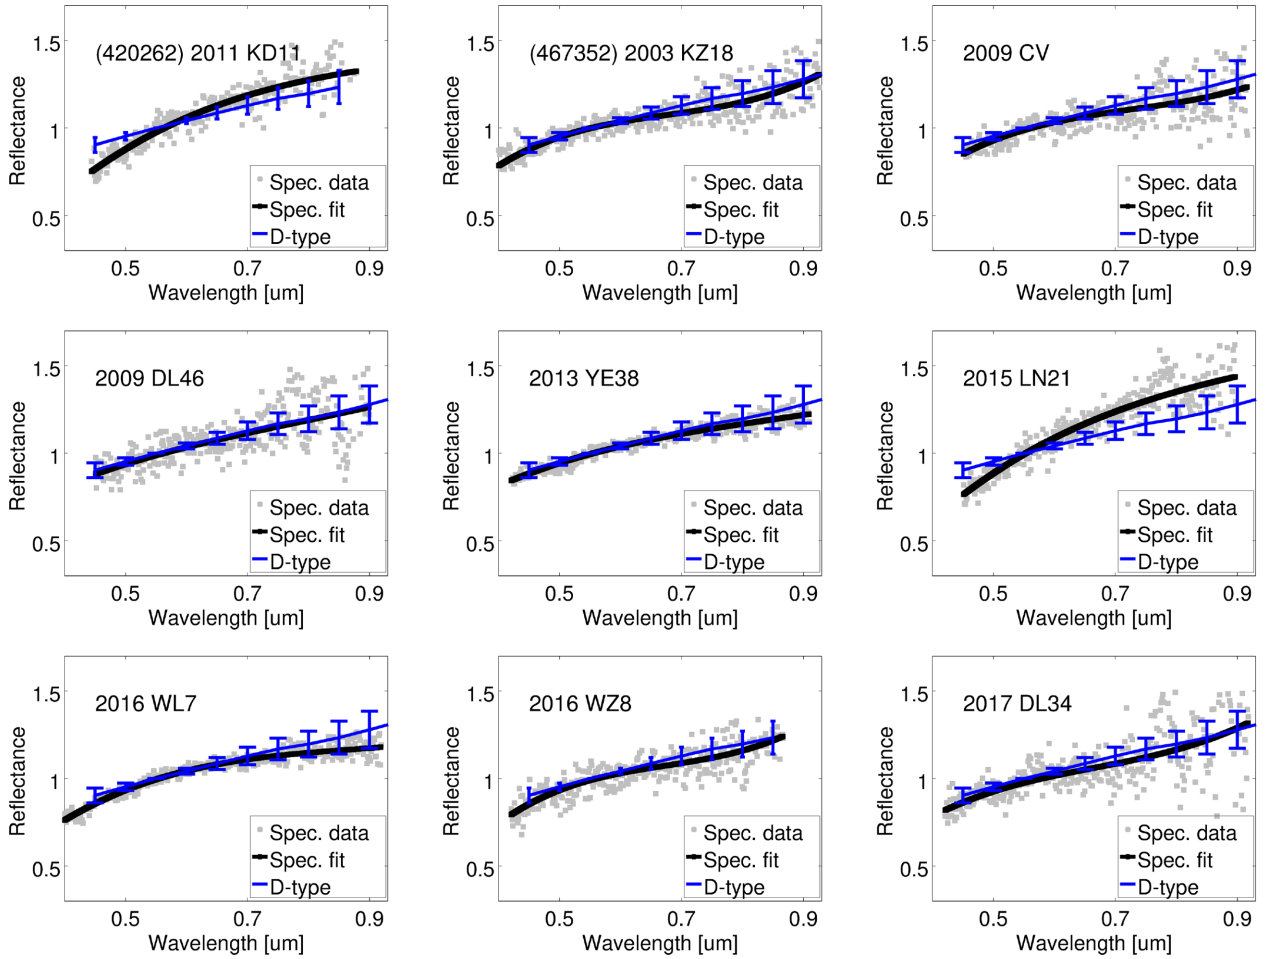 (420262) 2011 KD11
Reflectance
1.5
1
0.5
Spec. data
Spec. fit
D-type
0.5 0.7 0.9
Wavelength [um]
(467352) 2003 KZ18
Reflectance
1.5
1
0.5
Spec. data
Spec. fit
D-type
0.5 0.7 0.9
Wavelength [um]
2009 CV
Reflectance
1.5
1
0.5
Spec. data
Spec. fit
D-type
0.5 0.7 0.9
Wavelength [um]
2009 DL46
Reflectance
1.5
1
0.5
Spec. data
Spec. fit
D-type
0.5 0.7 0.9
Wavelength [um]
2013 YE38
Reflectance
1.5
1
0.5
Spec. data
Spec. fit
D-type
0.5 0.7 0.9
Wavelength [um]
2015 LN21
Reflectance
1.5
1
0.5
Spec. data
Spec. fit
D-type
0.5 0.7 0.9
Wavelength [um]
2016 WL7
Reflectance
1.5
1
0.5
Spec. data
Spec. fit
D-type
0.5 0.7 0.9
Wavelength [um]
2016 WZ8
Reflectance
1.5
1
0.5
Spec. data
Spec. fit
D-type
0.5 0.7 0.9
Wavelength [um]
2017 DL34
Reflectance
1.5
1
0.5
Spec. data
Spec. fit
D-type
0.5 0.7 0.9
Wavelength [um]